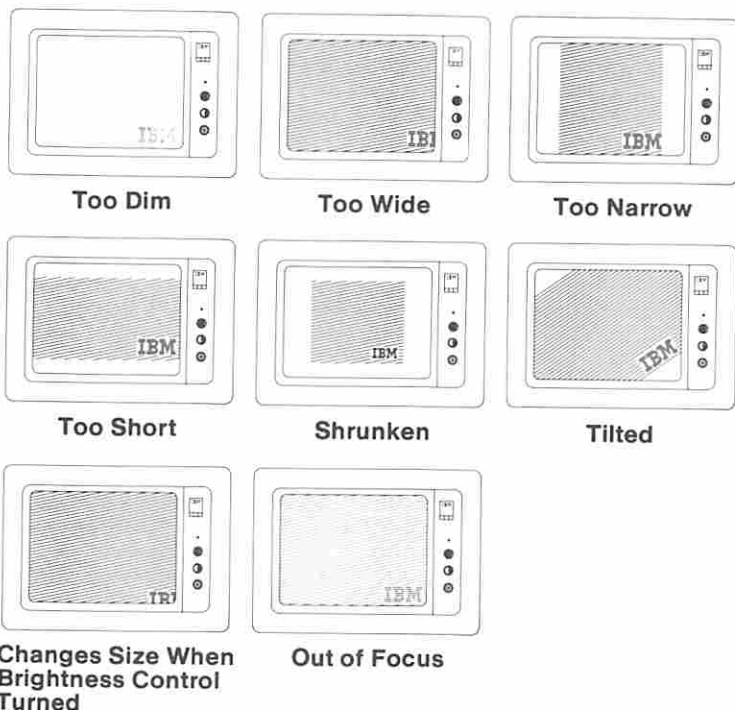 IBM
IBM
IBM
Too Dim
Too Wide
Too Narrow
IBM
IBM
IBM
Too Short
Shrunken
Tilted
IBM
IBM
Changes Size When
Brightness Control
Turned
Out of Focus